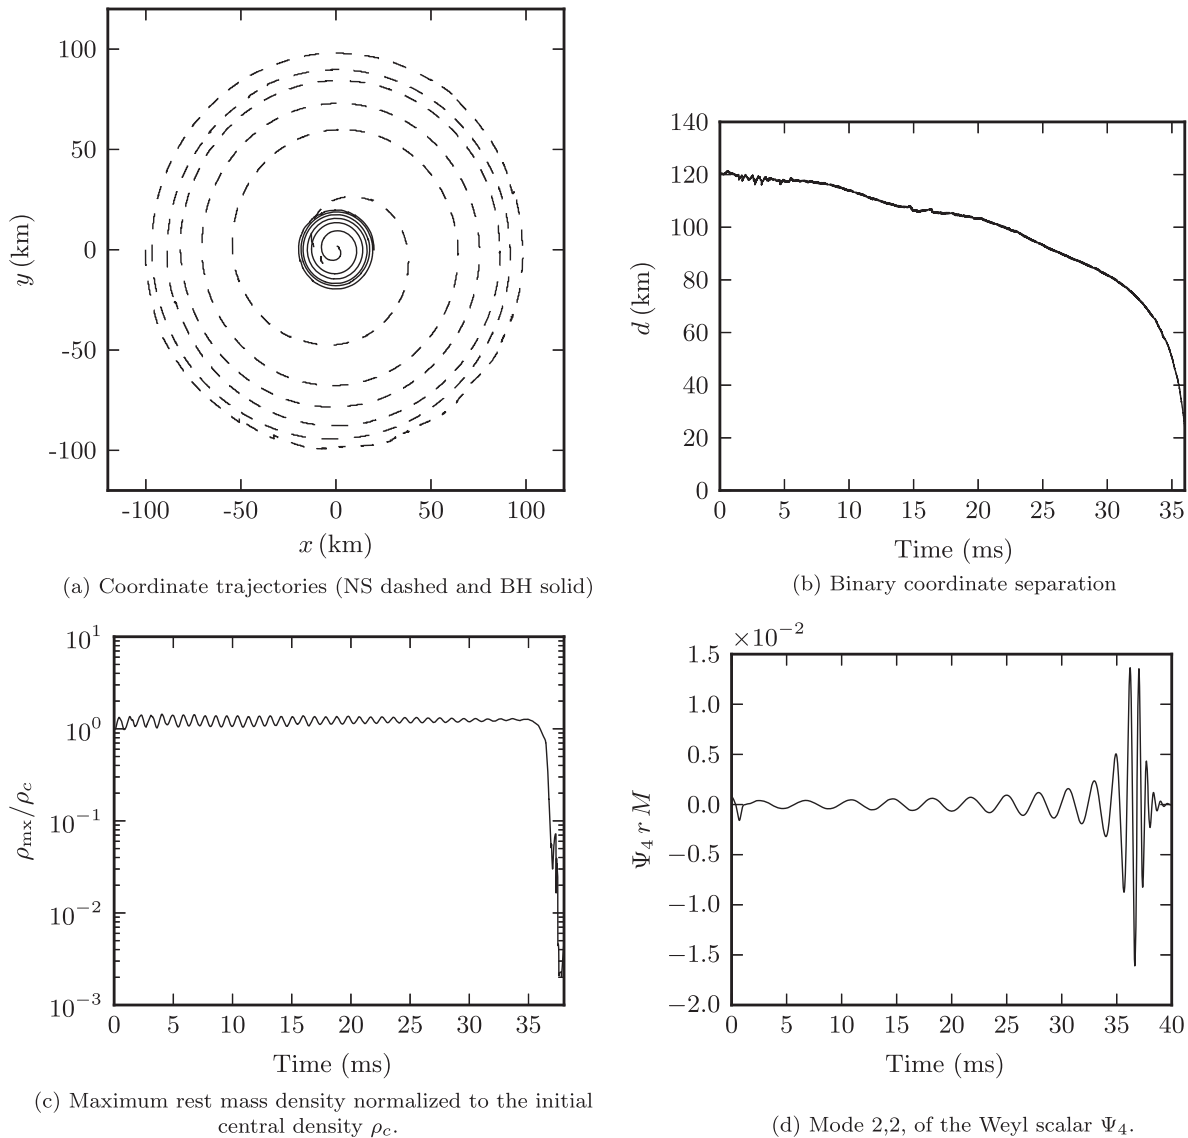 100
50
0
-50
-100
y (km)
-100 -50 0 50 100
x (km)
(a) Coordinate trajectories (NS dashed and BH solid)
140
120
100
80
60
40
20
0
d (km)
0 5 10 15 20 25 30 35
Time (ms)
(b) Binary coordinate separation
10¹
10⁰
10⁻¹
10⁻²
10⁻³
ρmx/ρc
0 5 10 15 20 25 30 35
Time (ms)
(c) Maximum rest mass density normalized to the initial
central density ρc.
×10⁻²
1.5
1.0
0.5
0.0
−0.5
−1.0
−1.5
−2.0
Ψ₄ r M
0 5 10 15 20 25 30 35 40
Time (ms)
(d) Mode 2,2, of the Weyl scalar Ψ₄.